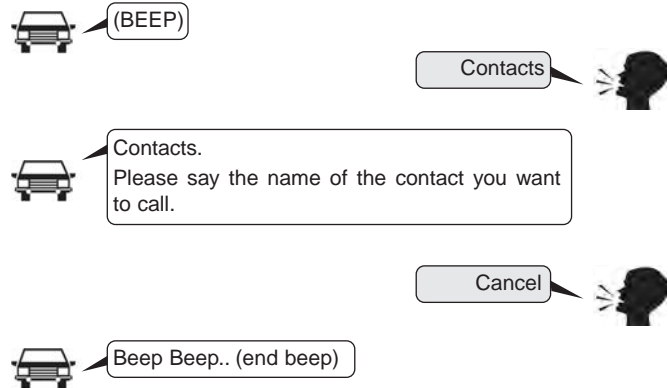 (BEEP)
Contacts
Contacts.
Please say the name of the contact you want
to call.
Cancel
Beep Beep.. (end beep)